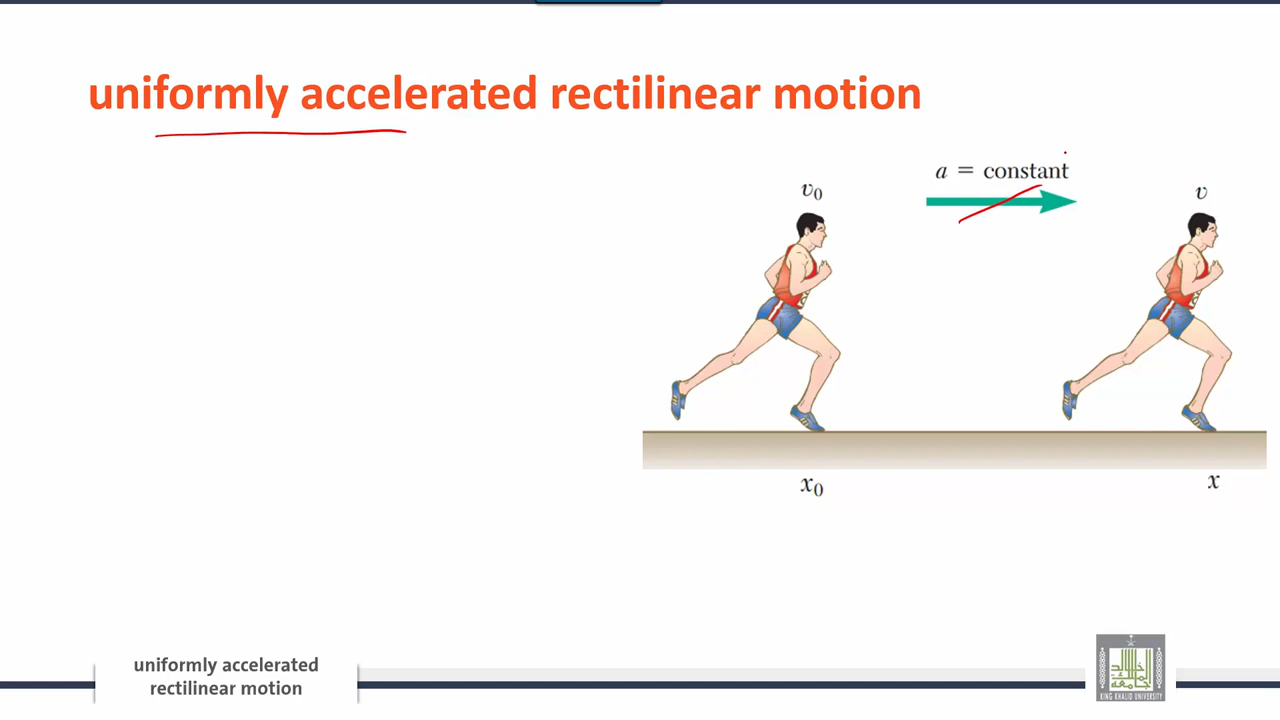 uniformly accelerated rectilinear motion
a = constant
v₀
v
x₀
x
uniformly accelerated
rectilinear motion
KING KHALID UNIVERSITY